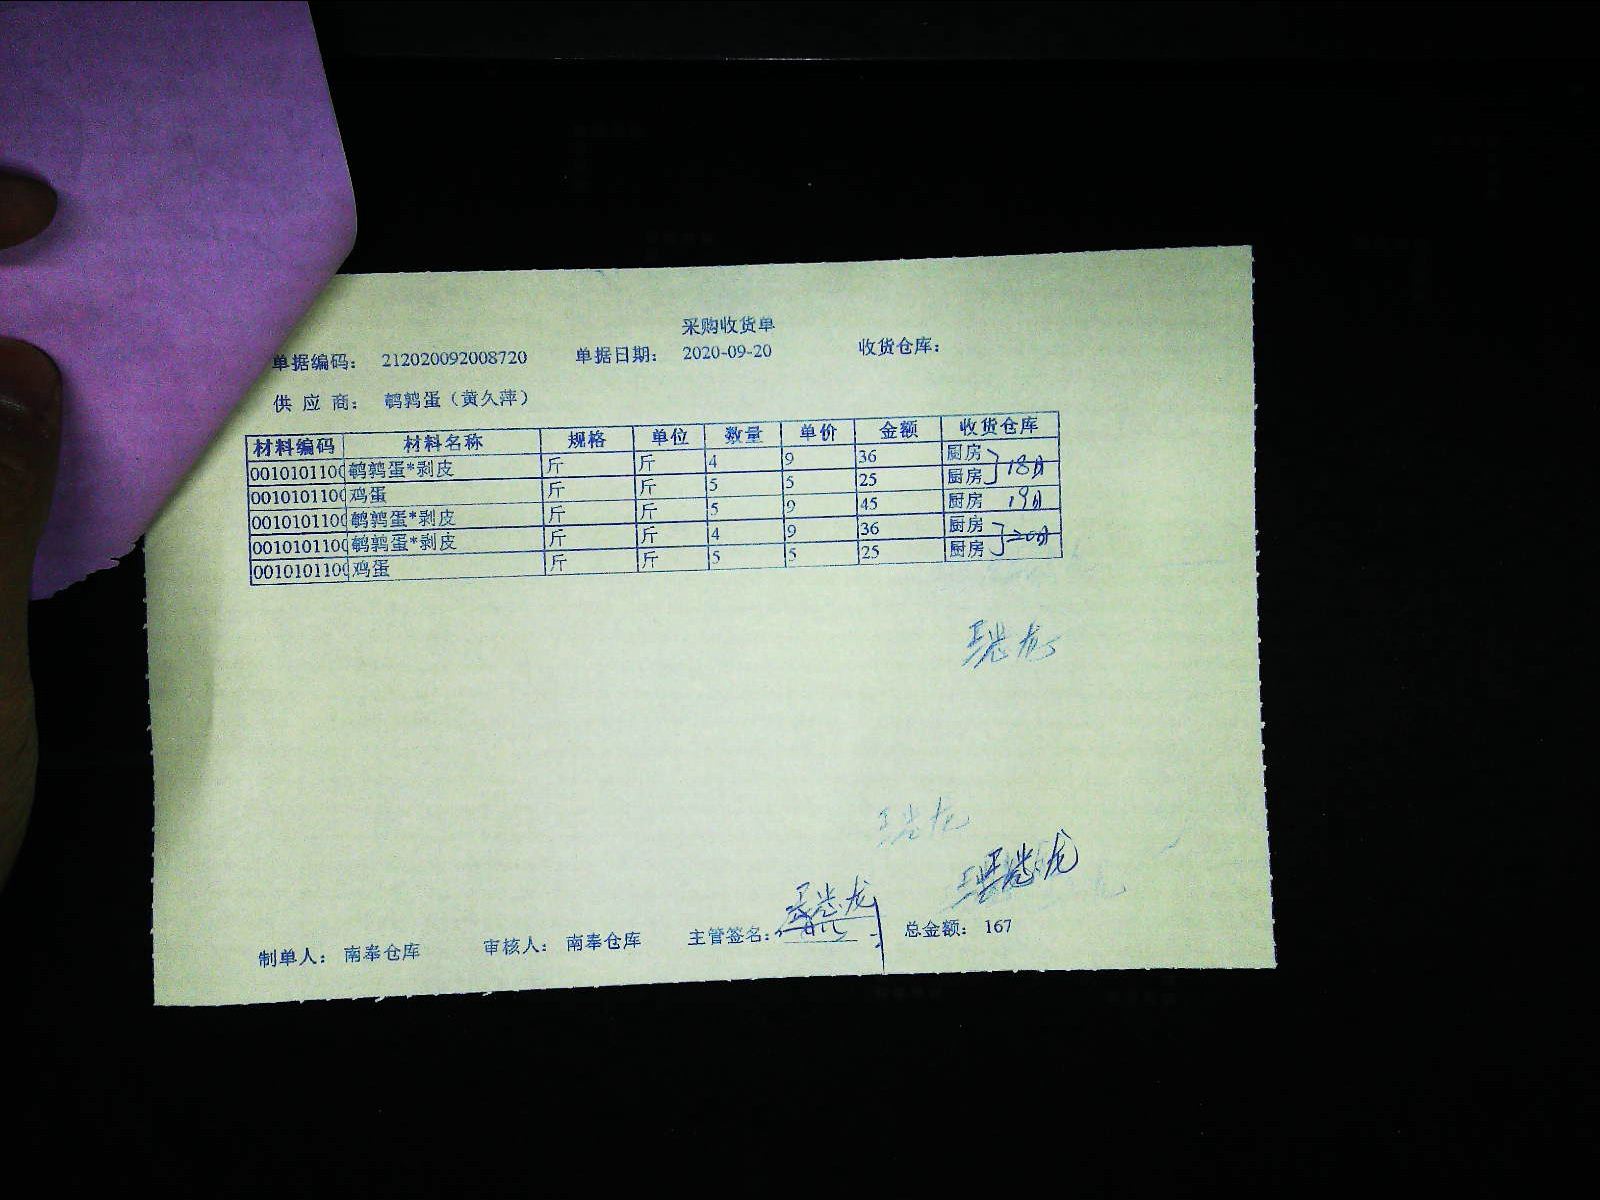 采购收货单
单据编码： 212020092008720 单据日期： 2020-09-20 收货仓库：
供 应 商： 鹌鹑蛋（黄久萍）
材料编码 材料名称 规格 单位 数量 单价 金额 收货仓库
0010101100 鹌鹑蛋*剥皮 斤 斤 4 9 36 厨房
0010101100 鸡蛋 斤 斤 5 5 25 厨房 18日
0010101100 鹌鹑蛋*剥皮 斤 斤 5 9 45 厨房 19日
0010101100 鹌鹑蛋*剥皮 斤 斤 4 9 36 厨房
0010101100 鸡蛋 斤 斤 5 5 25 厨房 20日
制单人： 南奉仓库 审核人： 南奉仓库 主管签名： 总金额： 167